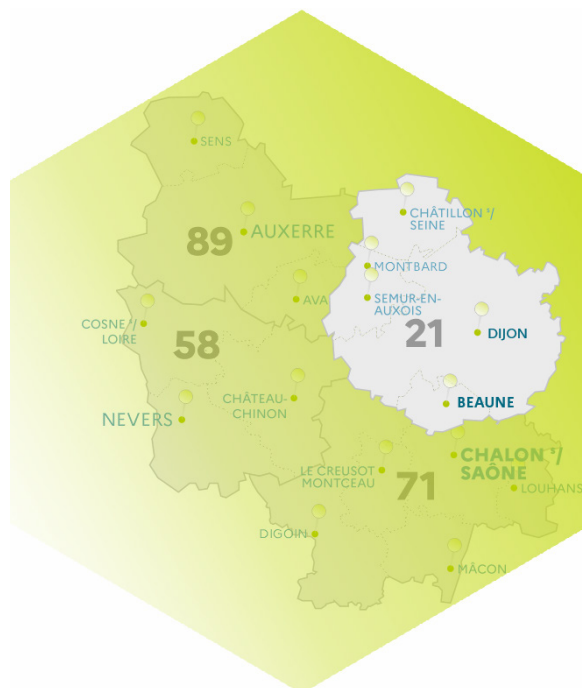 SENS
CHÂTILLON s/
SEINE
AUXERRE
89
MONTBARD
AVA
SEMUR-EN-
AUXOIS
COSNE s/
LOIRE
58
21
DIJON
CHÂTEAU-
CHINON
BEAUNE
NEVERS
CHALON s/
SAÔNE
LE CREUSOT
MONTCEAU
71
LOUHANS
DIGOIN
MÂCON